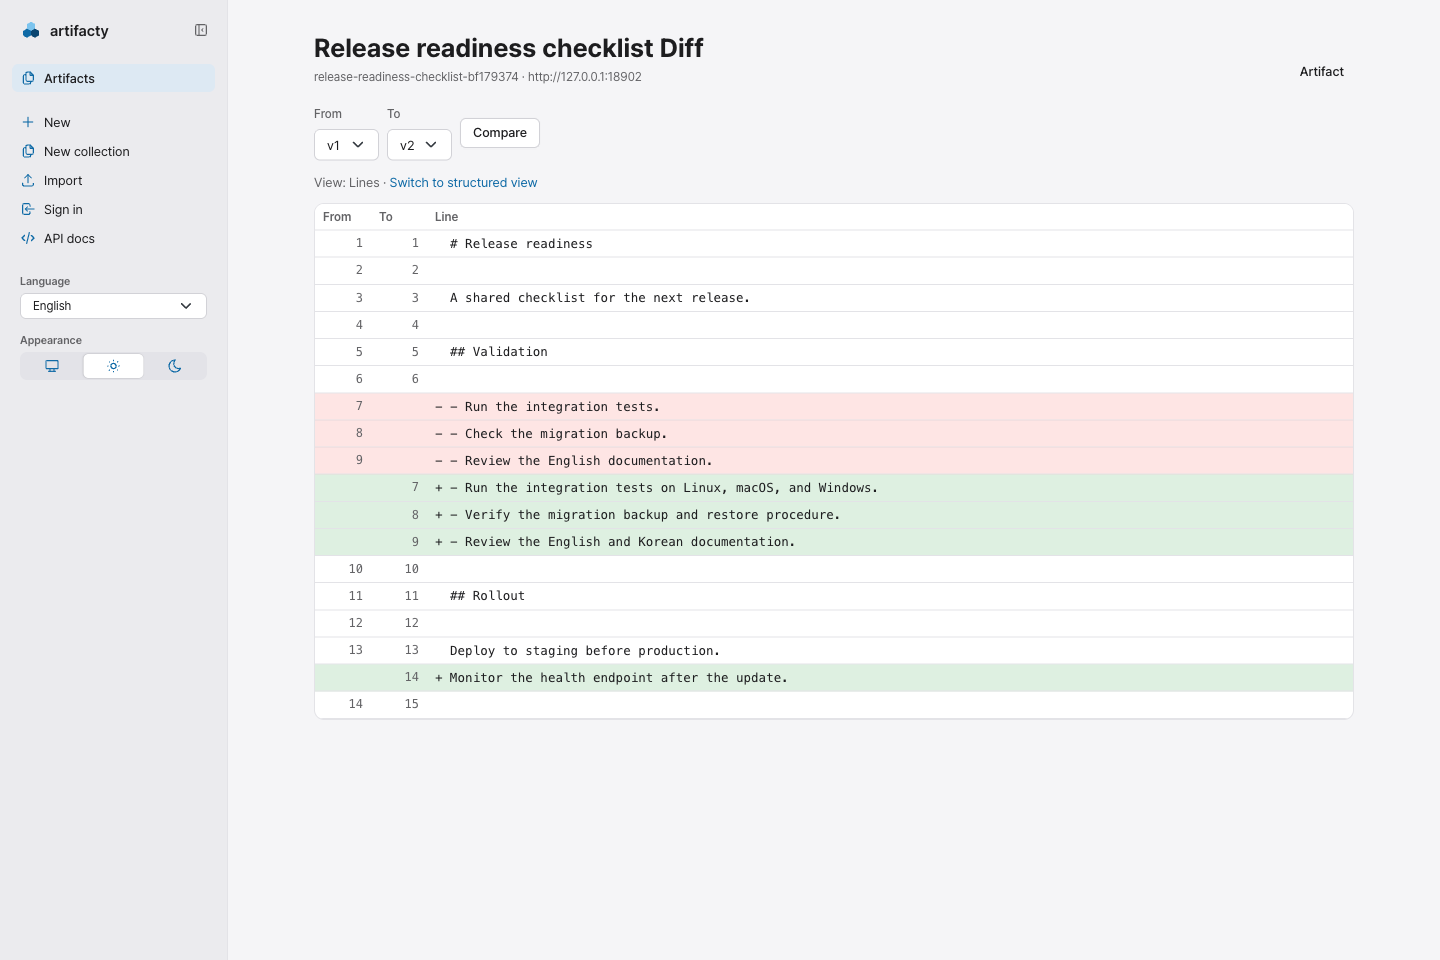 artifacty
Artifacts
New
New collection
Import
Sign in
API docs
Language
English
Appearance
Release readiness checklist Diff
release-readiness-checklist-bf179374 · http://127.0.0.1:18902
Artifact
From To
v1 v2 Compare
View: Lines · Switch to structured view
From To Line
1 1 # Release readiness
2 2
3 3 A shared checklist for the next release.
4 4
5 5 ## Validation
6 6
7 - - Run the integration tests.
8 - - Check the migration backup.
9 - - Review the English documentation.
7 + - Run the integration tests on Linux, macOS, and Windows.
8 + - Verify the migration backup and restore procedure.
9 + - Review the English and Korean documentation.
10 10
11 11 ## Rollout
12 12
13 13 Deploy to staging before production.
14 + Monitor the health endpoint after the update.
14 15